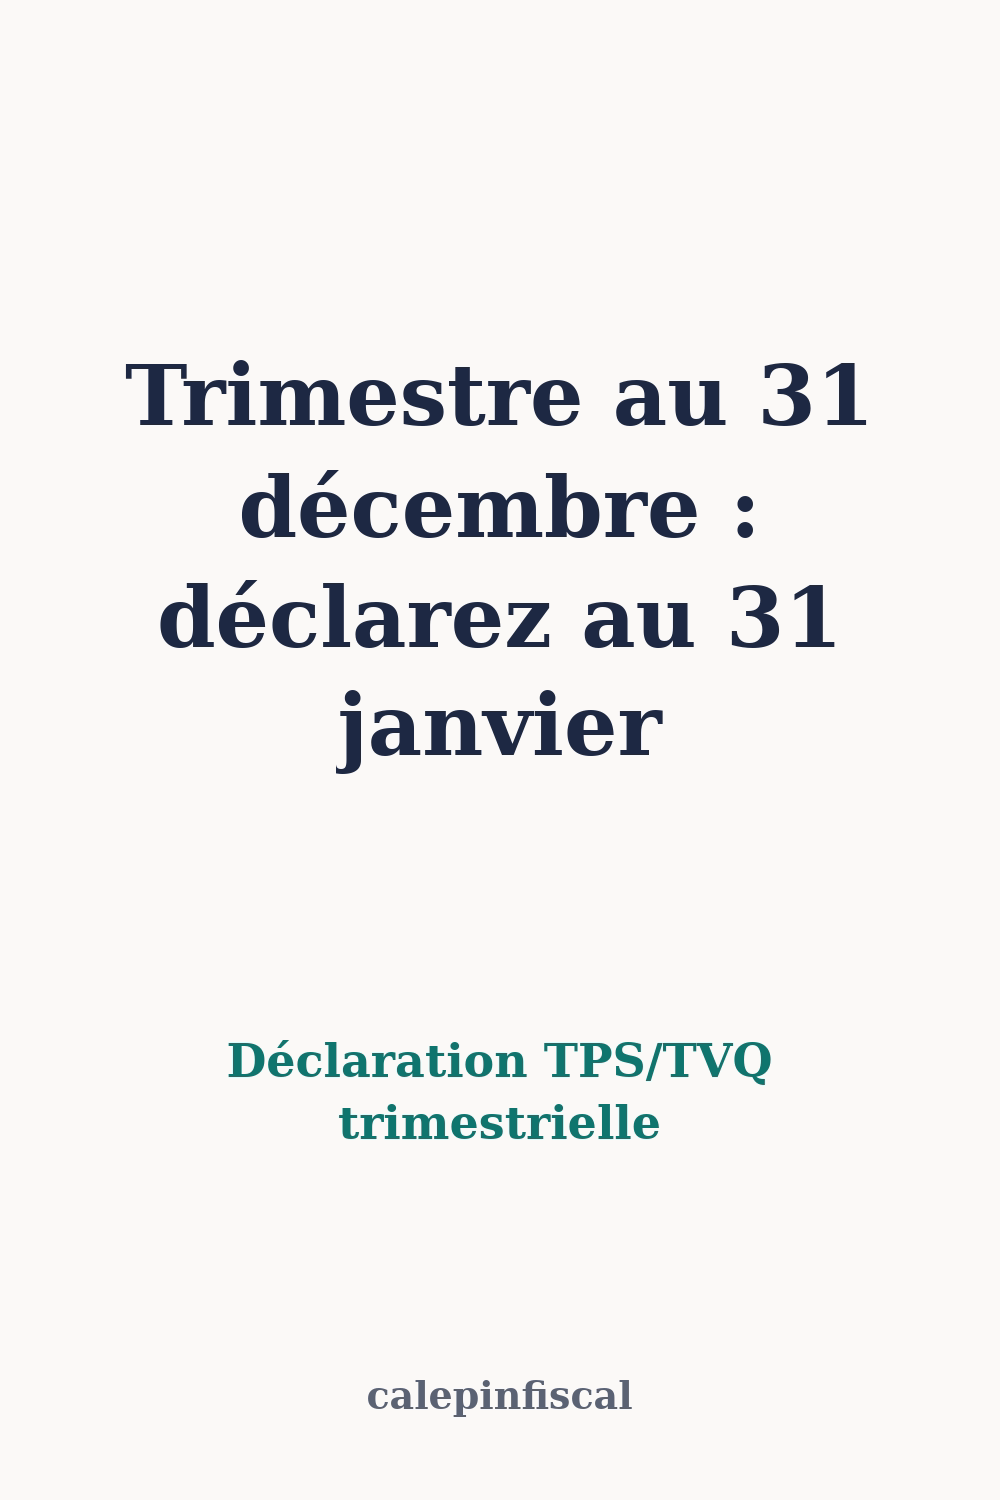 Trimestre au 31
décembre :
déclarez au 31
janvier
Déclaration TPS/TVQ
trimestrielle
calepinfiscal